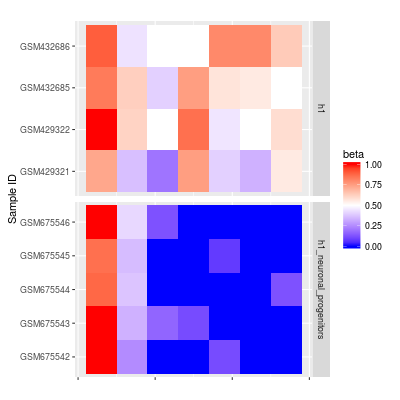 GSM432686
GSM432685
GSM429322
GSM429321
h1
GSM675546
GSM675545
GSM675544
GSM675543
GSM675542
h1_neuronal_progenitors
Sample ID
beta
1.00
0.75
0.50
0.25
0.00